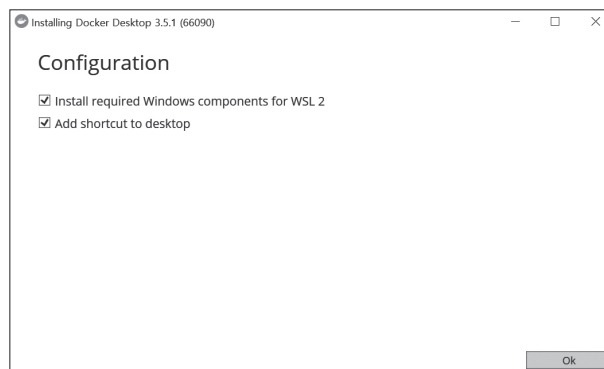 Installing Docker Desktop 3.5.1 (66090)
Configuration
Install required Windows components for WSL 2
Add shortcut to desktop
Ok